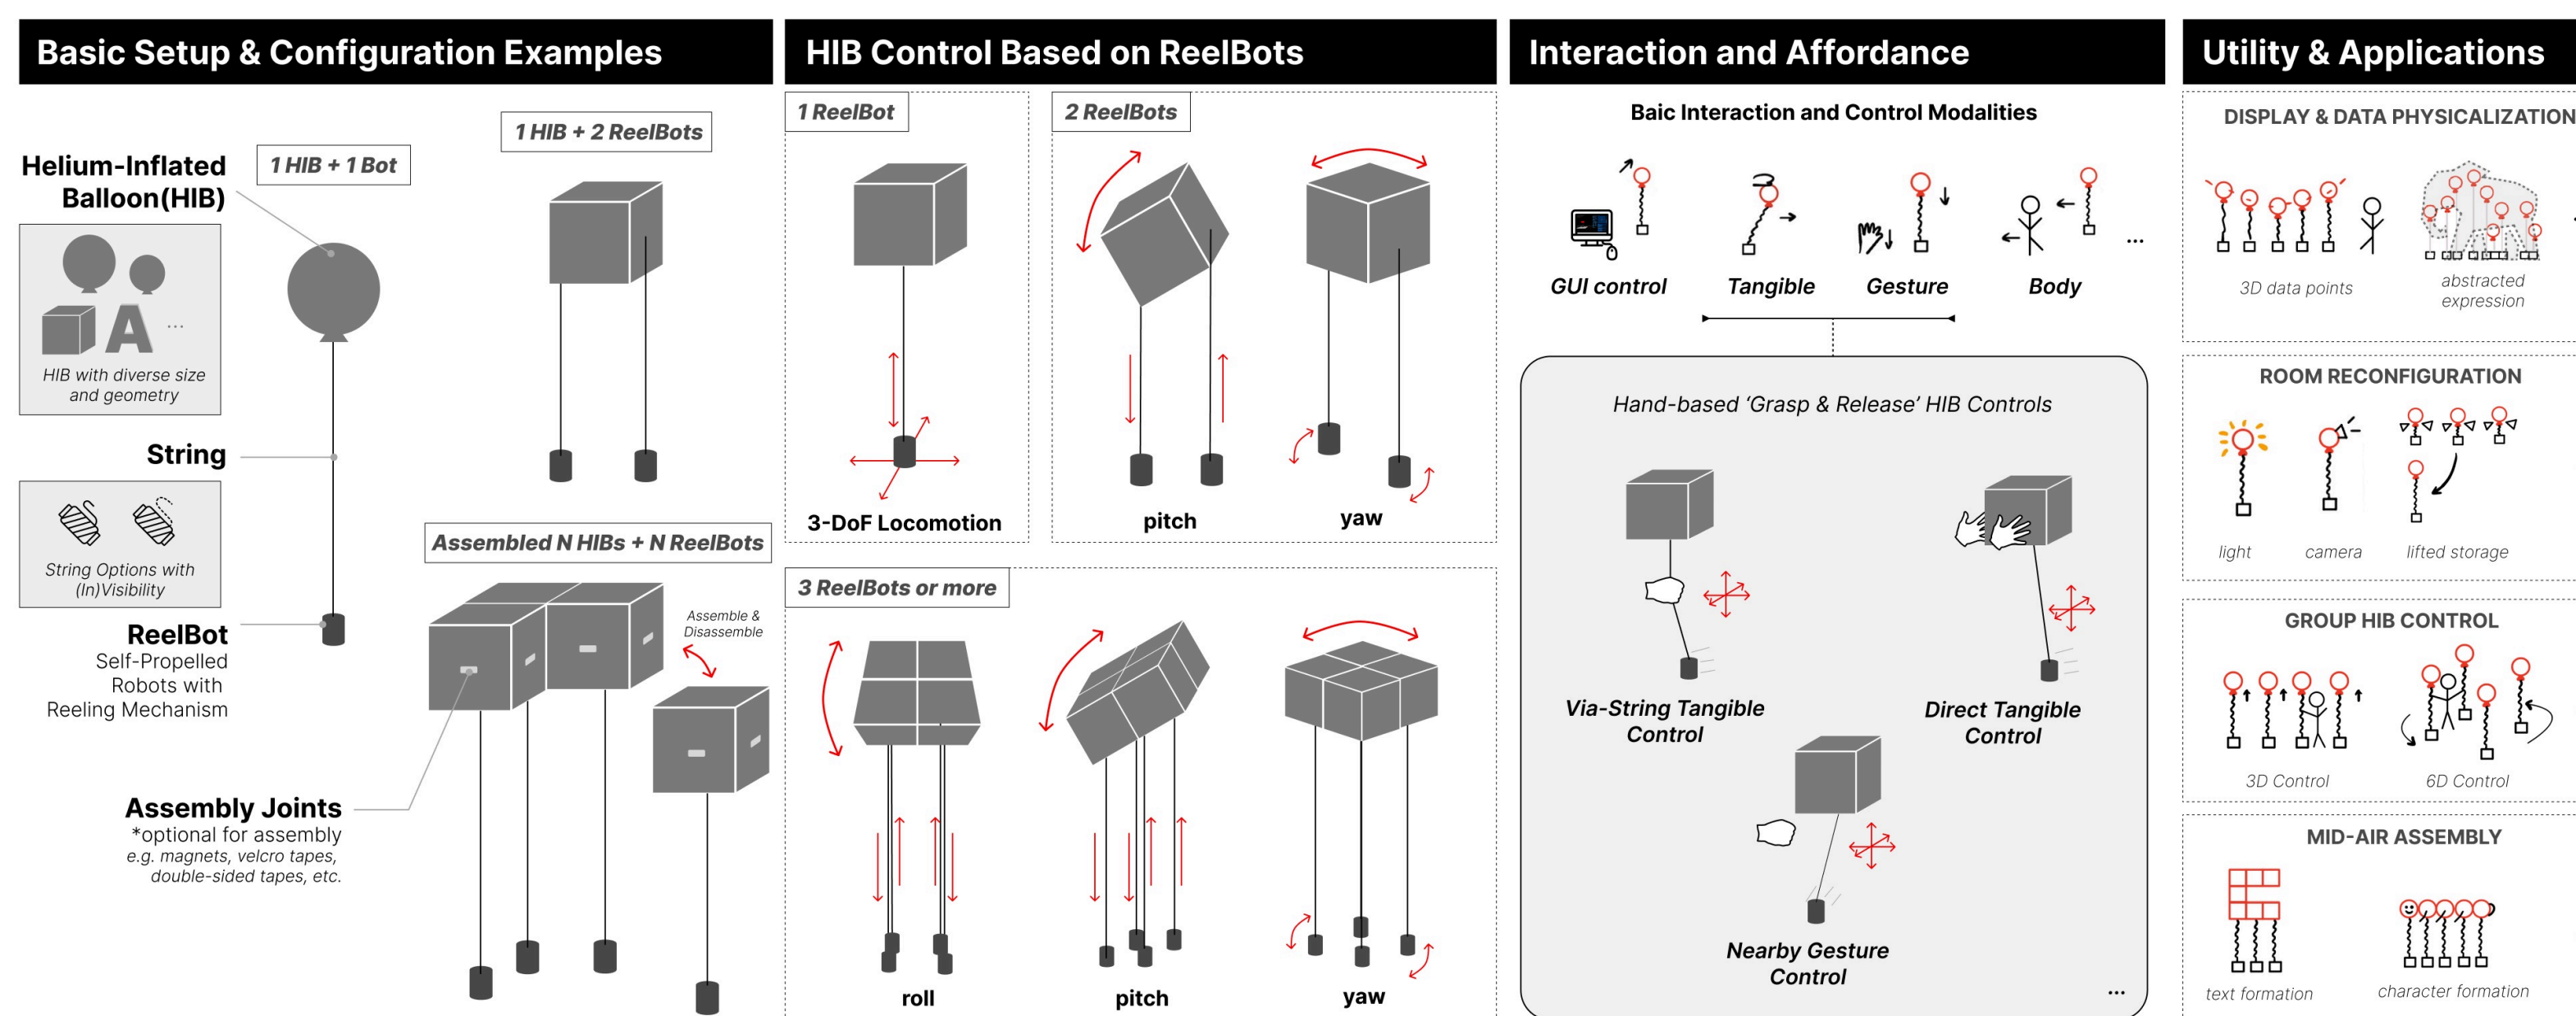 Basic Setup & Configuration Examples
1 HIB + 2 ReelBots
1 HIB + 1 Bot
Helium-Inflated
Balloon(HIB)
A
...
HIB with diverse size
and geometry
String
String Options with
(In)Visibility
ReelBot
Self-Propelled
Robots with
Reeling Mechanism
Assembled N HIBs + N ReelBots
Assemble &
Disassemble
Assembly Joints
*optional for assembly
e.g. magnets, velcro tapes,
double-sided tapes, etc.
HIB Control Based on ReelBots
1 ReelBot
3-DoF Locomotion
2 ReelBots
pitch
yaw
3 ReelBots or more
roll
pitch
yaw
Interaction and Affordance
Baic Interaction and Control Modalities
GUI control
Tangible
Gesture
Body
...
Hand-based ‘Grasp & Release’ HIB Controls
Via-String Tangible
Control
Direct Tangible
Control
Nearby Gesture
Control
...
Utility & Applications
DISPLAY & DATA PHYSICALIZATION
3D data points
abstracted
expression
ROOM RECONFIGURATION
light
camera
lifted storage
GROUP HIB CONTROL
3D Control
6D Control
MID-AIR ASSEMBLY
text formation
character formation